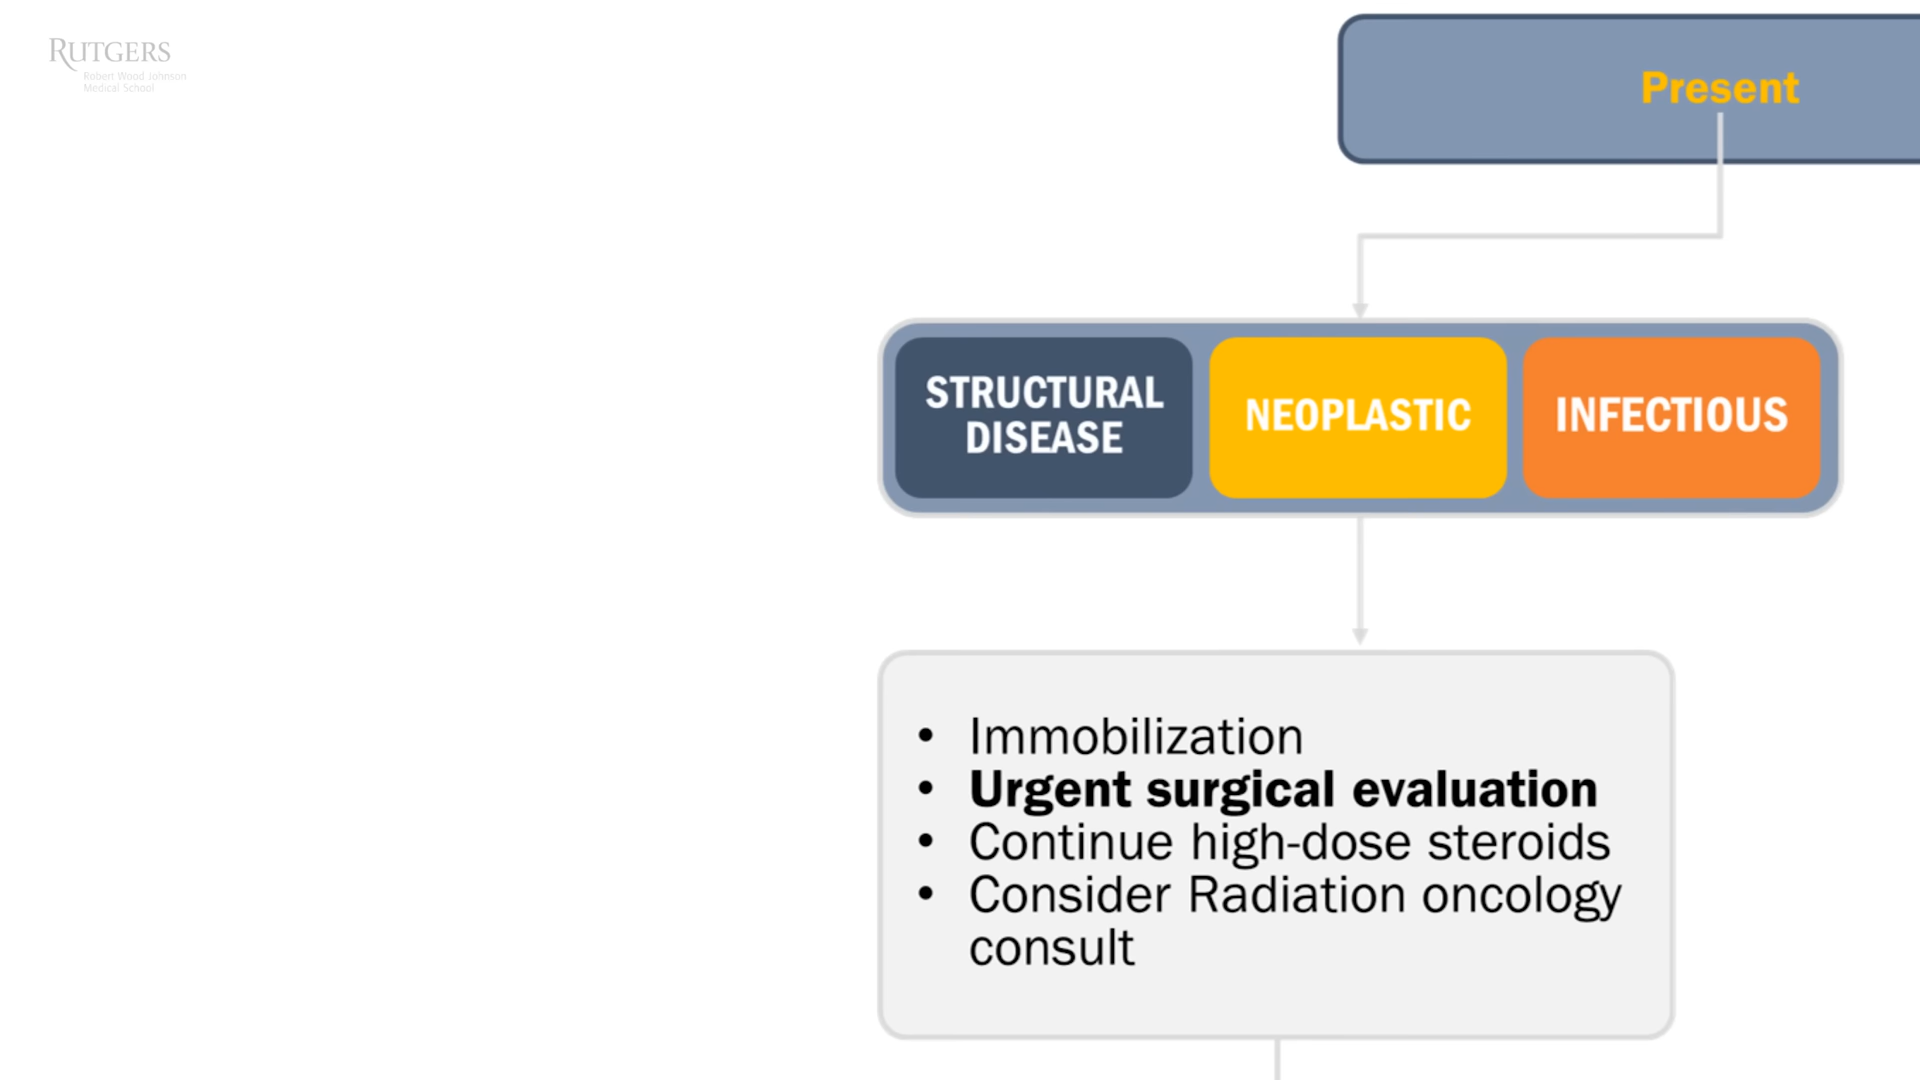 RUTGERS
Robert Wood Johnson
Medical School
Present
STRUCTURAL
DISEASE
NEOPLASTIC
INFECTIOUS
• Immobilization
• Urgent surgical evaluation
• Continue high-dose steroids
• Consider Radiation oncology
consult